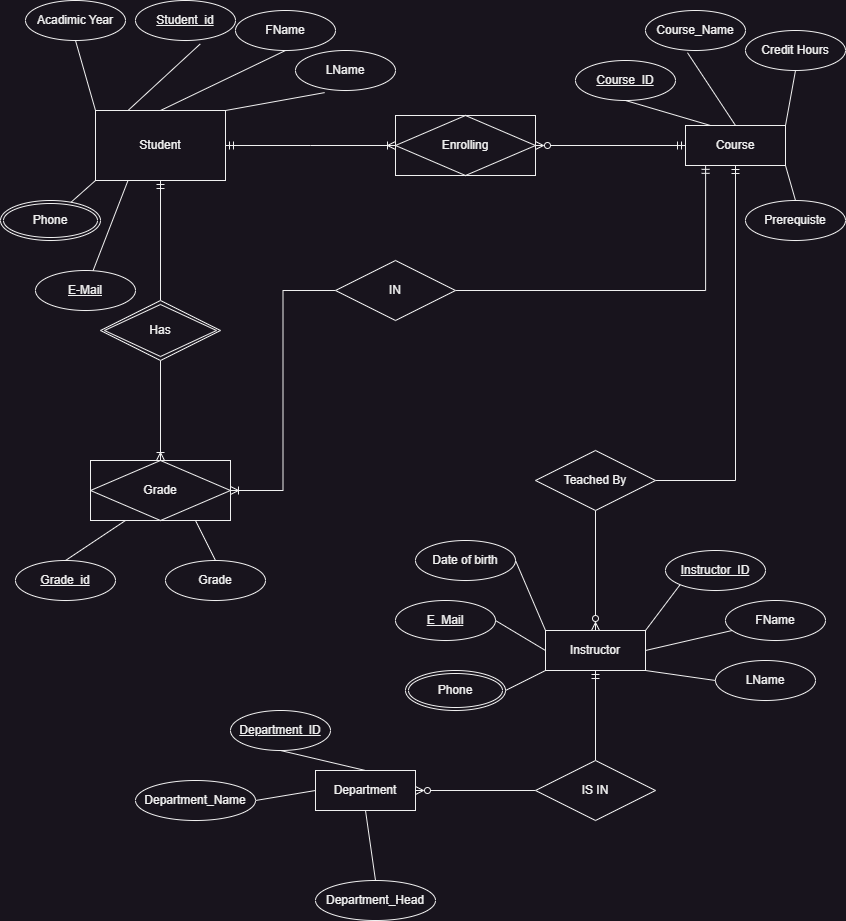 Acadimic Year
Student_id
FName
LName
Course_Name
Credit Hours
Course_ID
Student
Enrolling
Course
Phone
Prerequiste
E-Mail
IN
Has
Teached By
Grade
Grade_id
Grade
Date of birth
Instructor_ID
E_Mail
FName
Instructor
Phone
LName
Department_ID
Department_Name
Department
IS IN
Department_Head